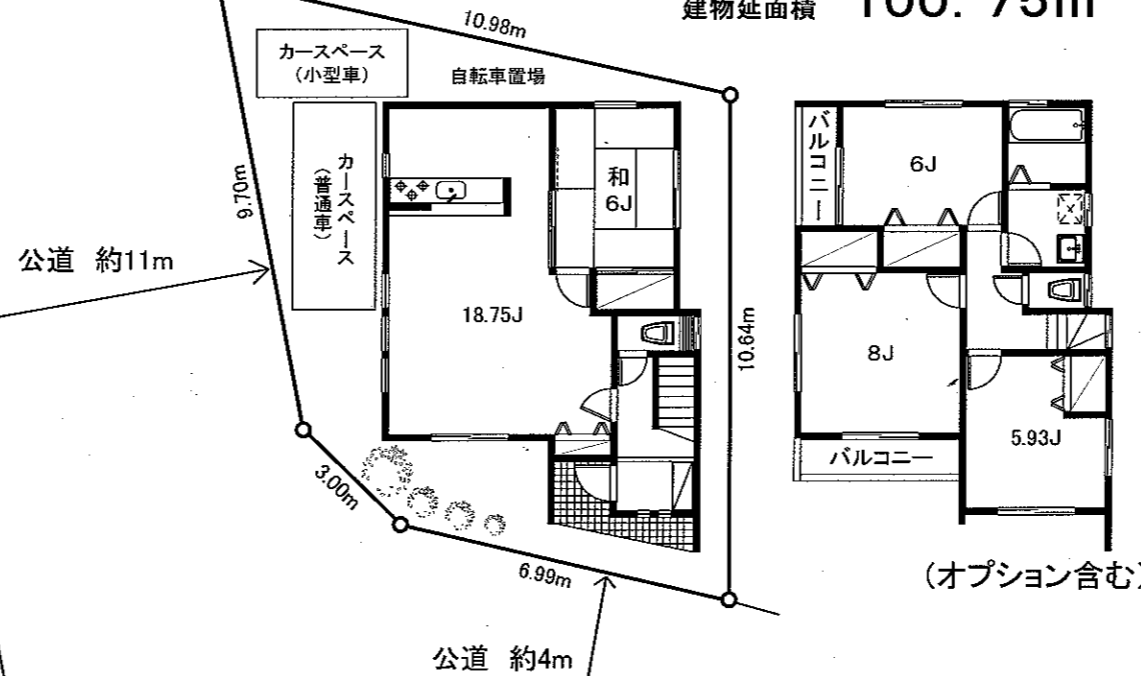 建物延面積 100. 75m
10.98m
カースペース
(小型車)
自転車置場
カースペース
(普通車)
9.70m
公道 約11m
和
6J
18.75J
10.64m
3.00m
6.99m
公道 約4m
バルコニー
6J
8J
5.93J
バルコニー
(オプション含む)